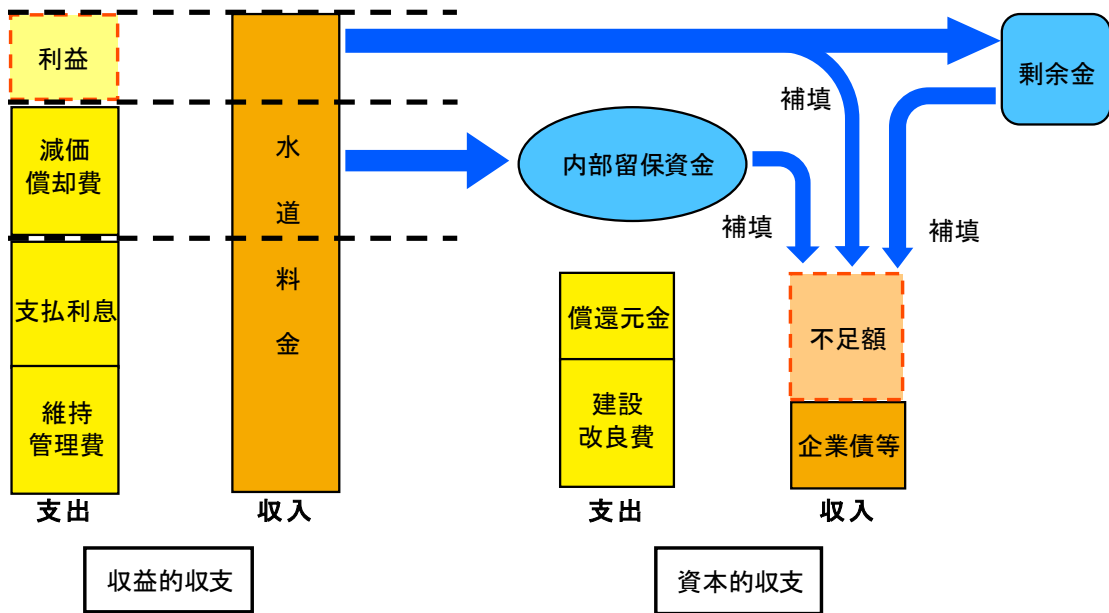 利益
減価
償却費
支払利息
維持
管理費
支出
水
道
料
金
収入
収益的収支
内部留保資金
剰余金
補填
補填
補填
償還元金
建設
改良費
支出
不足額
企業債等
収入
資本的収支